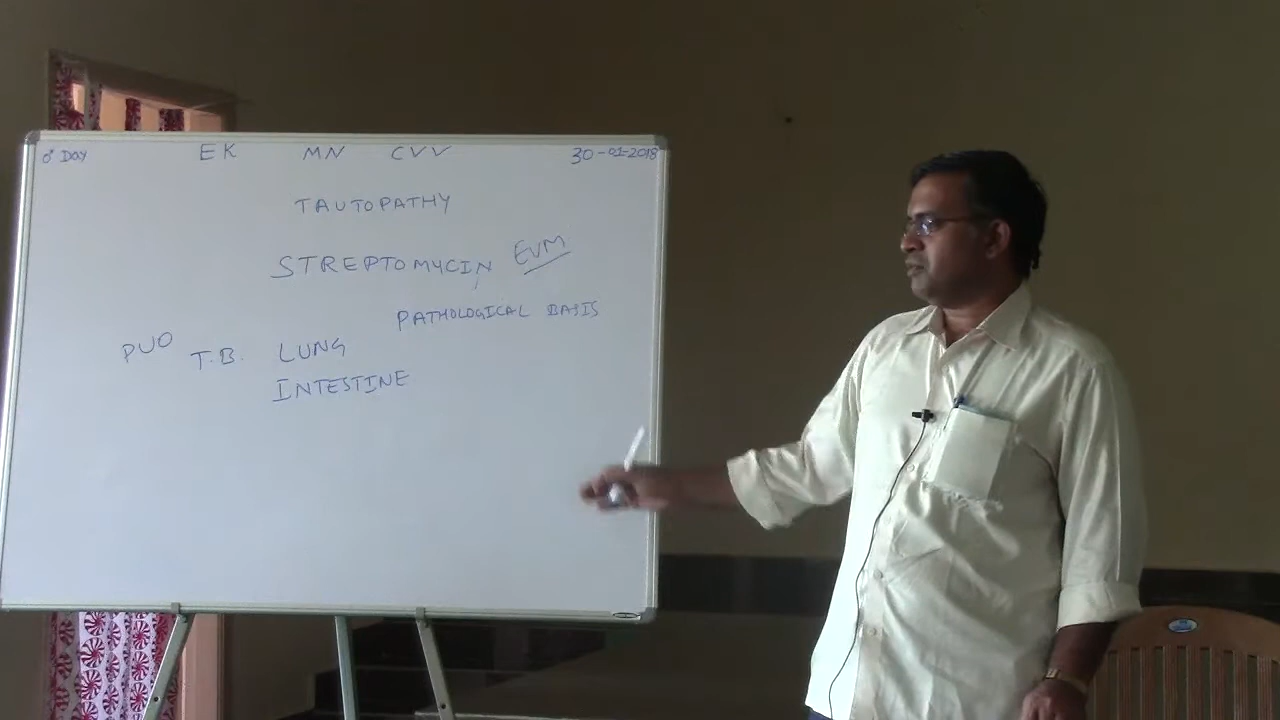 ♂ DAY EK MN CVV 30-01-2018
TAUTOPATHY
STREPTOMYCIN, EVM
PATHOLOGICAL BASIS
PUO T.B. LUNG
INTESTINE